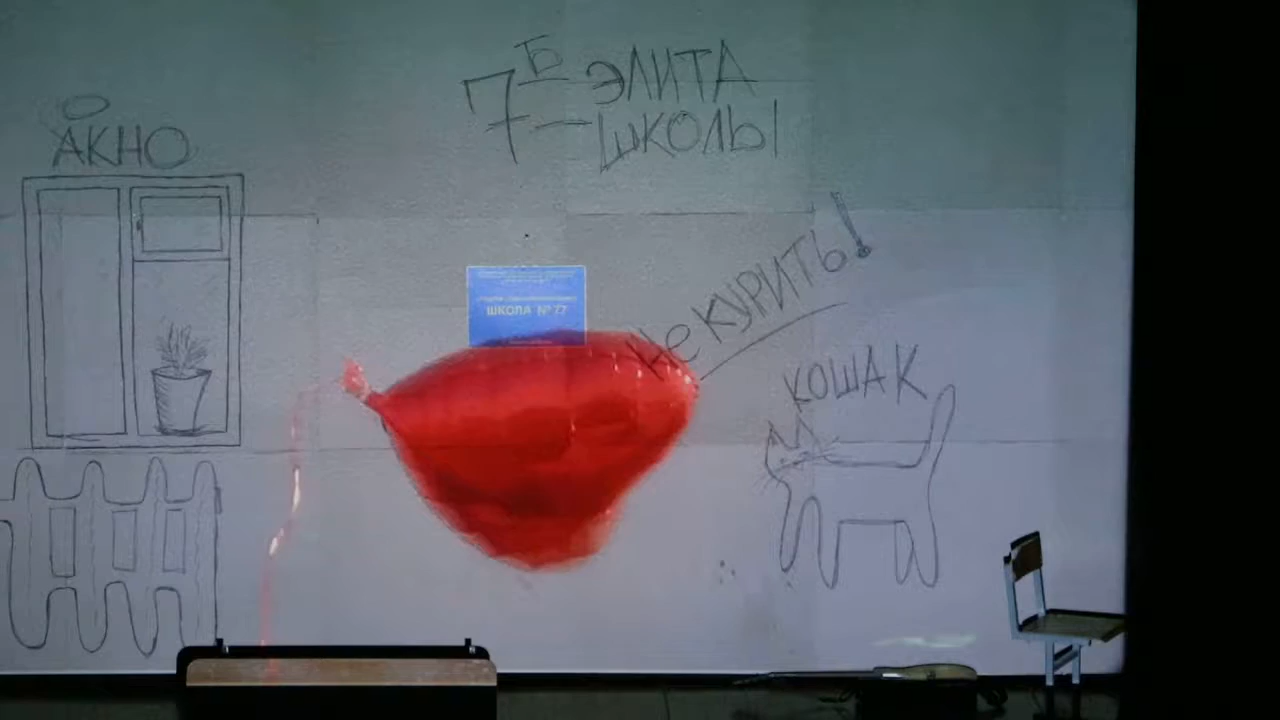 7Б – ЭЛИТА
ШКОЛЫ
О
АКНО
ШКОЛА № 77
Не КУРИТЬ!
КОШАК